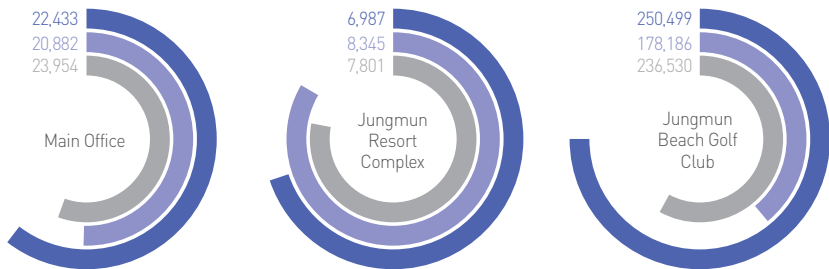 22,433
20,882
23,954
Main Office
6,987
8,345
7,801
Jungmun
Resort
Complex
250,499
178,186
236,530
Jungmun
Beach Golf
Club